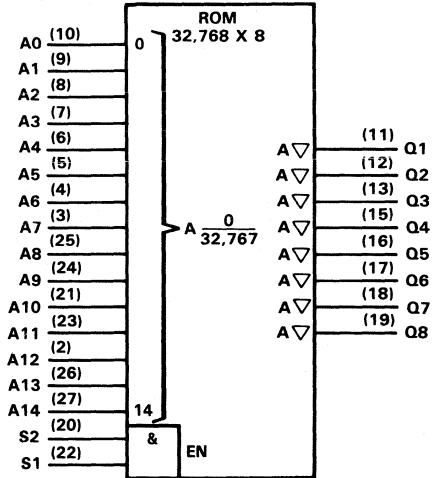 ROM
32,768 X 8
A0 (10) 0
A1 (9)
A2 (8)
A3 (7)
A4 (6)
A5 (5)
A6 (4)
A7 (3)
A8 (25)
A9 (24)
A10 (21)
A11 (23)
A12 (2)
A13 (26)
A14 (27) 14
S2 (20)
S1 (22)
& EN
A 0
32,767
A▽ (11) Q1
A▽ (12) Q2
A▽ (13) Q3
A▽ (15) Q4
A▽ (16) Q5
A▽ (17) Q6
A▽ (18) Q7
A▽ (19) Q8